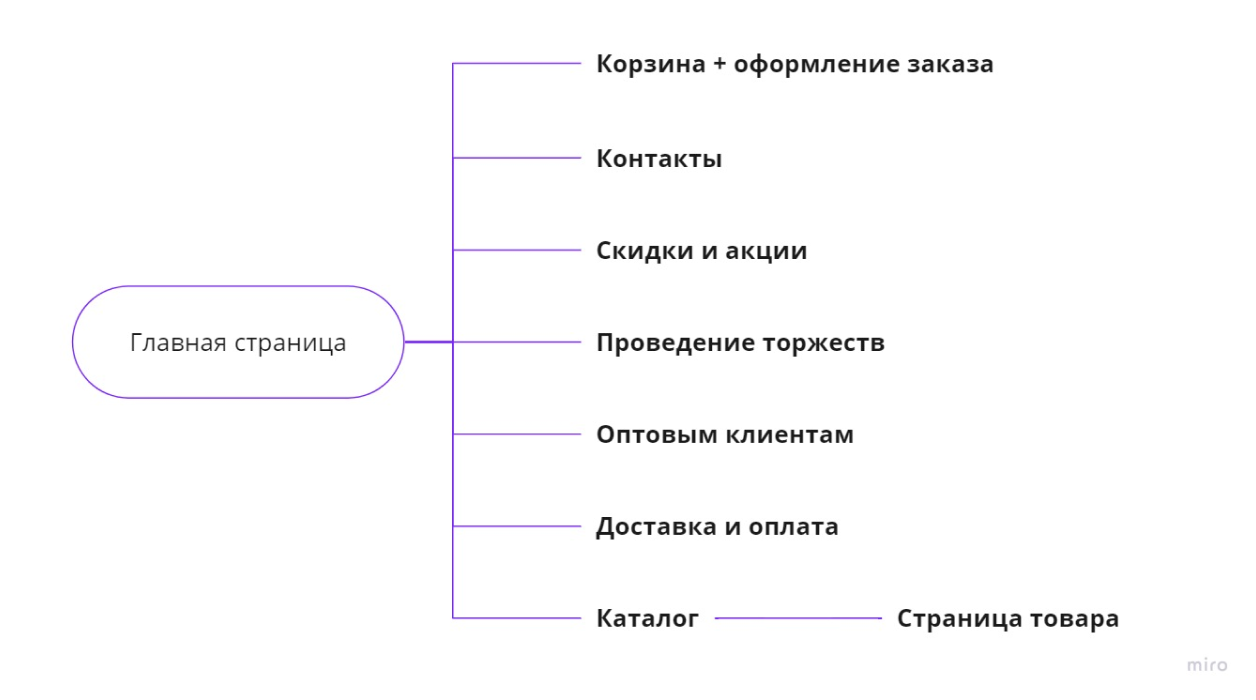 Корзина + оформление заказа
Контакты
Скидки и акции
Главная страница
Проведение торжеств
Оптовым клиентам
Доставка и оплата
Каталог
Страница товара
miro